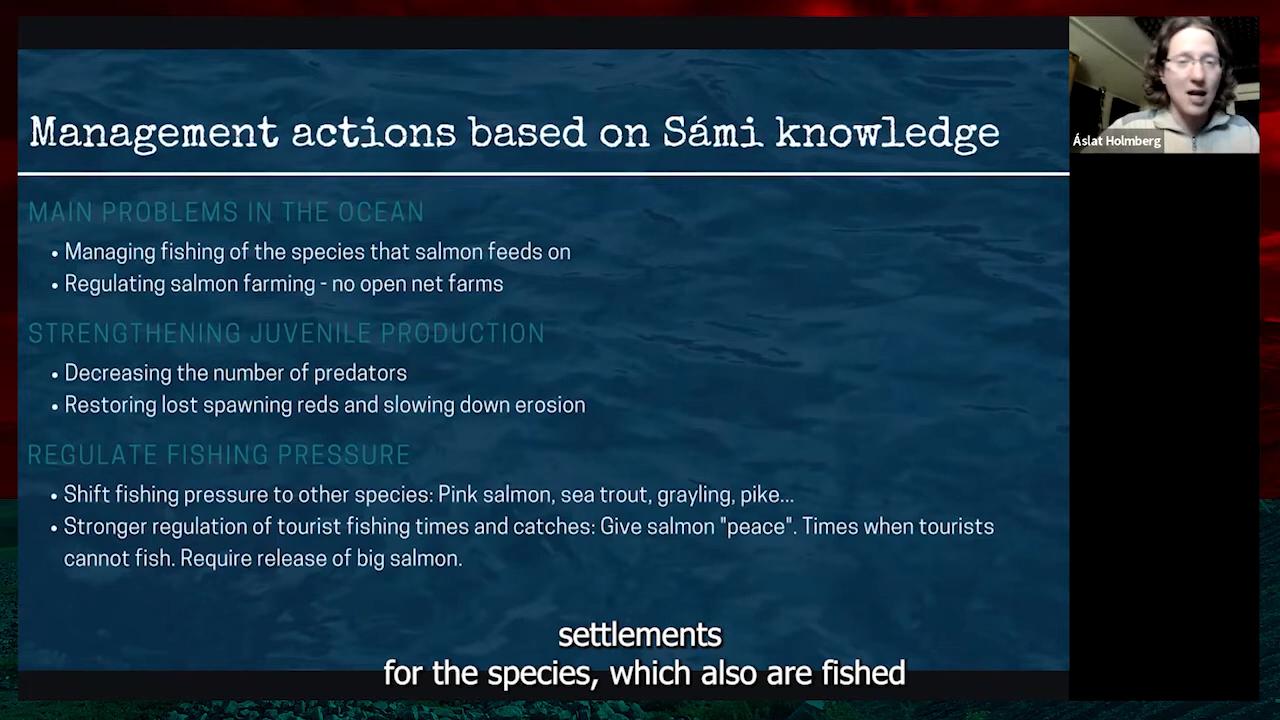 Management actions based on Sámi knowledge
Áslat Holmberg
MAIN PROBLEMS IN THE OCEAN
• Managing fishing of the species that salmon feeds on
• Regulating salmon farming - no open net farms
STRENGTHENING JUVENILE PRODUCTION
• Decreasing the number of predators
• Restoring lost spawning reds and slowing down erosion
REGULATE FISHING PRESSURE
• Shift fishing pressure to other species: Pink salmon, sea trout, grayling, pike...
• Stronger regulation of tourist fishing times and catches: Give salmon "peace". Times when tourists
cannot fish. Require release of big salmon.
settlements
for the species, which also are fished